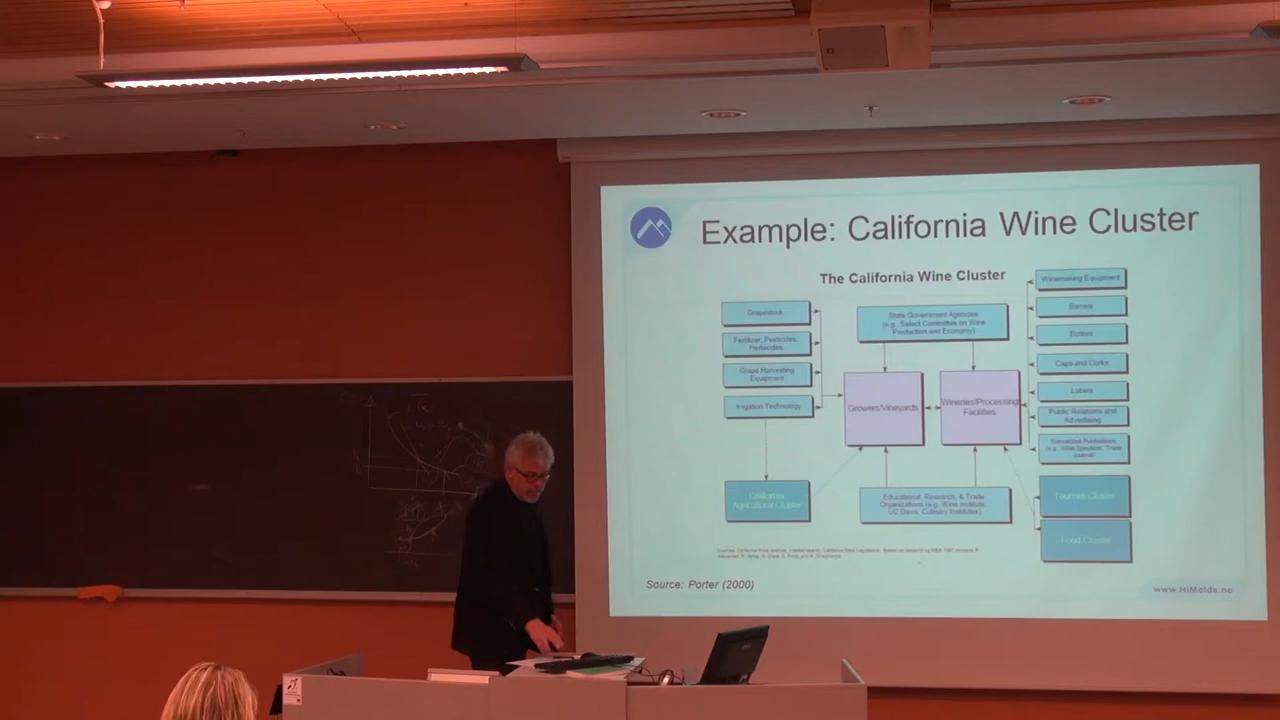 Example: California Wine Cluster
The California Wine Cluster
Grapestock
Fertilizer, Pesticides,
Herbicides
Grape Harvesting
Equipment
Irrigation Technology
State Government Agencies
(e.g., Select Committee on Wine
Production and Economy)
Growers/Vineyards
Wineries/Processing
Facilities
Winemaking Equipment
Barrels
Bottles
Caps and Corks
Labels
Public Relations and
Advertising
Specialized Publications
(e.g., Wine Spectator, Trade
Journal)
California
Agricultural Cluster
Educational, Research, & Trade
Organizations (e.g. Wine Institute,
UC Davis, Culinary Institutes)
Tourism Cluster
Food Cluster
Source: Porter (2000)
www.HiMolde.no